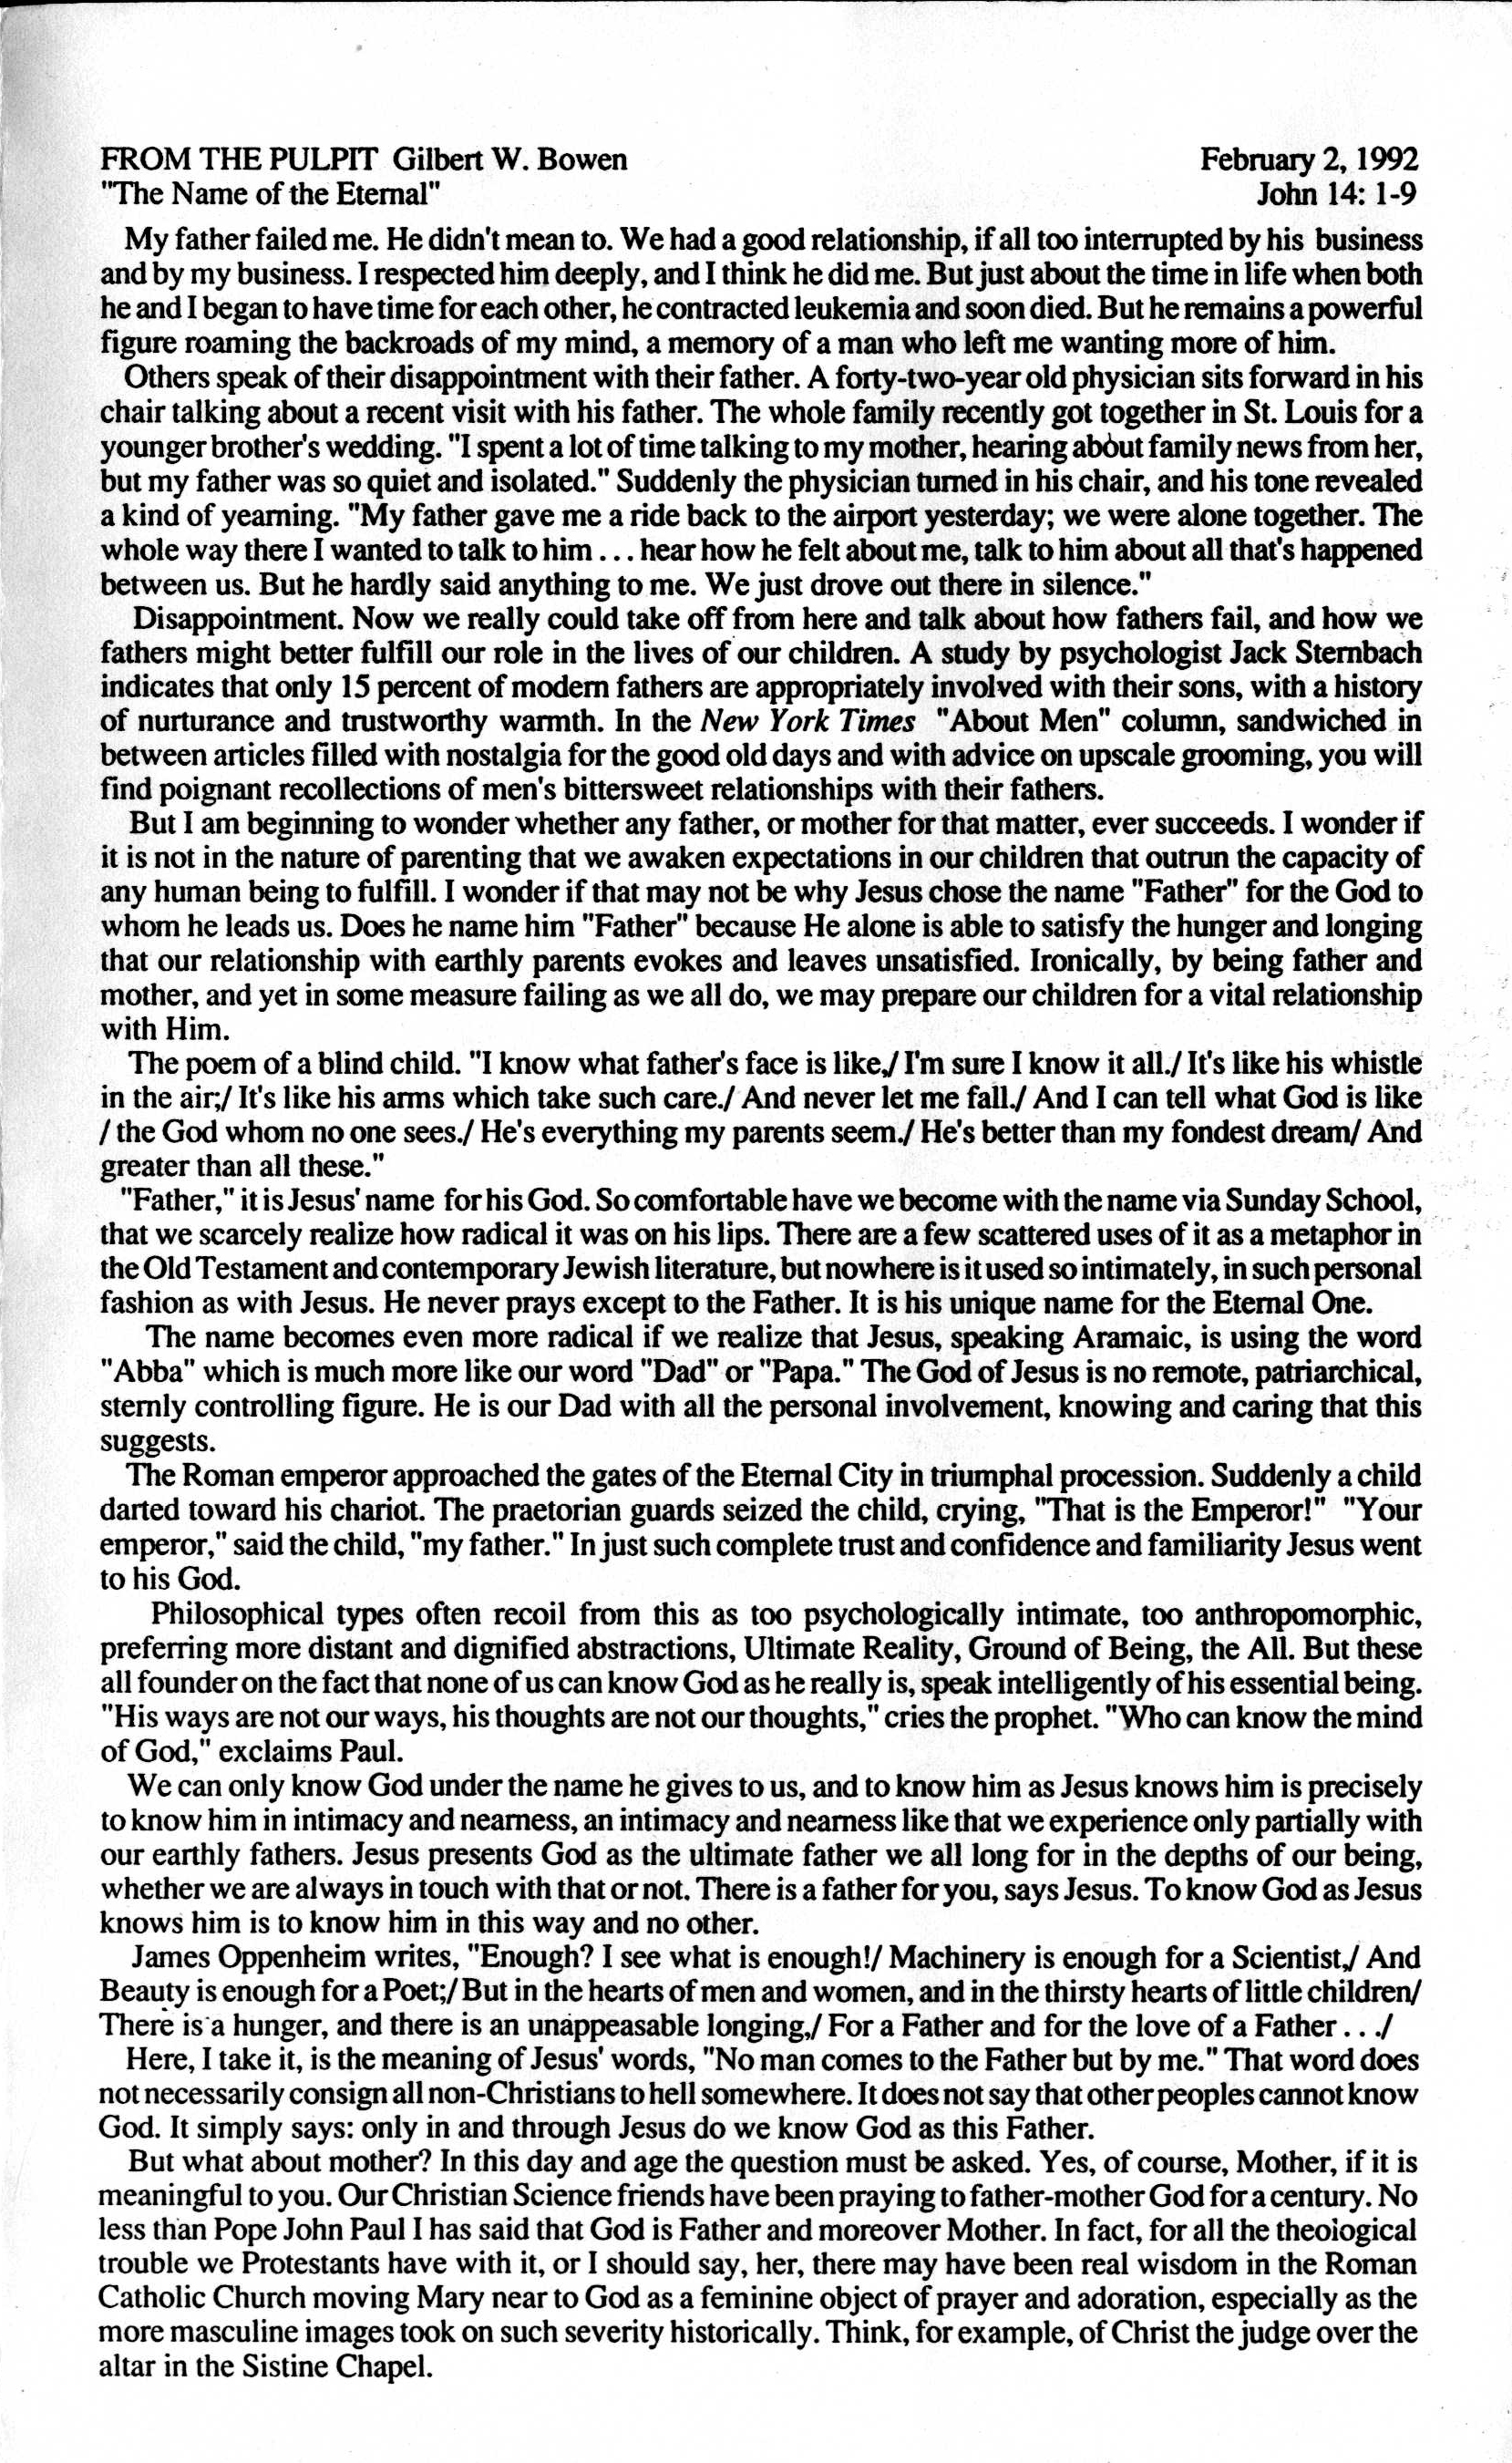 FROM THE PULPIT Gilbert W. Bowen February 2, 1992
"The Name of the Eternal" John 14: 1-9
My father failed me. He didn't mean to. We had a good relationship, if all too interrupted by his business
and by my business. I respected him deeply, and I think he did me. But just about the time in life when both
he and I began to have time for each other, he contracted leukemia and soon died. But he remains a powerful
figure roaming the backroads of my mind, a memory of a man who left me wanting more of him.
Others speak of their disappointment with their father. A forty-two-year old physician sits forward in his
chair talking about a recent visit with his father. The whole family recently got together in St. Louis for a
younger brother's wedding. "I spent a lot of time talking to my mother, hearing about family news from her,
but my father was so quiet and isolated." Suddenly the physician turned in his chair, and his tone revealed
a kind of yearning. "My father gave me a ride back to the airport yesterday; we were alone together. The
whole way there I wanted to talk to him . . . hear how he felt about me, talk to him about all that's happened
between us. But he hardly said anything to me. We just drove out there in silence."
Disappointment. Now we really could take off from here and talk about how fathers fail, and how we
fathers might better fulfill our role in the lives of our children. A study by psychologist Jack Sternbach
indicates that only 15 percent of modern fathers are appropriately involved with their sons, with a history
of nurturance and trustworthy warmth. In the New York Times "About Men" column, sandwiched in
between articles filled with nostalgia for the good old days and with advice on upscale grooming, you will
find poignant recollections of men's bittersweet relationships with their fathers.
But I am beginning to wonder whether any father, or mother for that matter, ever succeeds. I wonder if
it is not in the nature of parenting that we awaken expectations in our children that outrun the capacity of
any human being to fulfill. I wonder if that may not be why Jesus chose the name "Father" for the God to
whom he leads us. Does he name him "Father" because He alone is able to satisfy the hunger and longing
that our relationship with earthly parents evokes and leaves unsatisfied. Ironically, by being father and
mother, and yet in some measure failing as we all do, we may prepare our children for a vital relationship
with Him.
The poem of a blind child. "I know what father's face is like,/ I'm sure I know it all./ It's like his whistle
in the air;/ It's like his arms which take such care./ And never let me fall./ And I can tell what God is like
/ the God whom no one sees./ He's everything my parents seem./ He's better than my fondest dream/ And
greater than all these."
"Father," it is Jesus' name for his God. So comfortable have we become with the name via Sunday School,
that we scarcely realize how radical it was on his lips. There are a few scattered uses of it as a metaphor in
the Old Testament and contemporary Jewish literature, but nowhere is it used so intimately, in such personal
fashion as with Jesus. He never prays except to the Father. It is his unique name for the Eternal One.
The name becomes even more radical if we realize that Jesus, speaking Aramaic, is using the word
"Abba" which is much more like our word "Dad" or "Papa." The God of Jesus is no remote, patriarchical,
sternly controlling figure. He is our Dad with all the personal involvement, knowing and caring that this
suggests.
The Roman emperor approached the gates of the Eternal City in triumphal procession. Suddenly a child
darted toward his chariot. The praetorian guards seized the child, crying, "That is the Emperor!" "Your
emperor," said the child, "my father." In just such complete trust and confidence and familiarity Jesus went
to his God.
Philosophical types often recoil from this as too psychologically intimate, too anthropomorphic,
preferring more distant and dignified abstractions, Ultimate Reality, Ground of Being, the All. But these
all founder on the fact that none of us can know God as he really is, speak intelligently of his essential being.
"His ways are not our ways, his thoughts are not our thoughts," cries the prophet. "Who can know the mind
of God," exclaims Paul.
We can only know God under the name he gives to us, and to know him as Jesus knows him is precisely
to know him in intimacy and nearness, an intimacy and nearness like that we experience only partially with
our earthly fathers. Jesus presents God as the ultimate father we all long for in the depths of our being,
whether we are always in touch with that or not. There is a father for you, says Jesus. To know God as Jesus
knows him is to know him in this way and no other.
James Oppenheim writes, "Enough? I see what is enough!/ Machinery is enough for a Scientist,/ And
Beauty is enough for a Poet;/ But in the hearts of men and women, and in the thirsty hearts of little children/
There is a hunger, and there is an unappeasable longing,/ For a Father and for the love of a Father . . ./
Here, I take it, is the meaning of Jesus' words, "No man comes to the Father but by me." That word does
not necessarily consign all non-Christians to hell somewhere. It does not say that other peoples cannot know
God. It simply says: only in and through Jesus do we know God as this Father.
But what about mother? In this day and age the question must be asked. Yes, of course, Mother, if it is
meaningful to you. Our Christian Science friends have been praying to father-mother God for a century. No
less than Pope John Paul I has said that God is Father and moreover Mother. In fact, for all the theological
trouble we Protestants have with it, or I should say, her, there may have been real wisdom in the Roman
Catholic Church moving Mary near to God as a feminine object of prayer and adoration, especially as the
more masculine images took on such severity historically. Think, for example, of Christ the judge over the
altar in the Sistine Chapel.